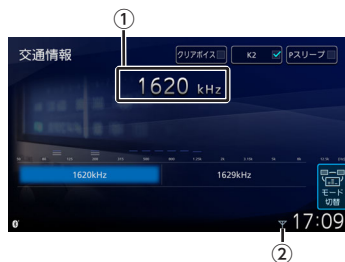 ①
交通情報
クリアボイス
K2
Pスリープ
1620 kHz
1620kHz
1629kHz
モード
切替
17:09
②